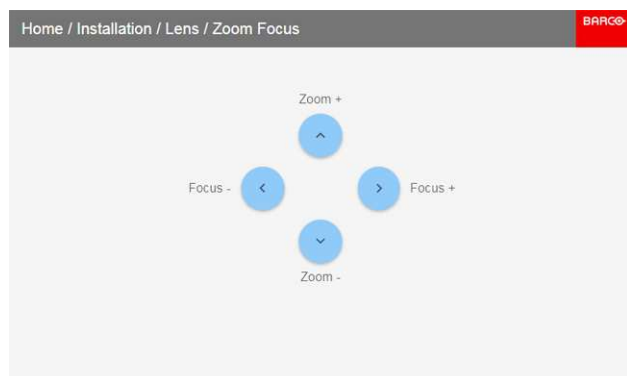 Home / Installation / Lens / Zoom Focus
BARCO
Zoom +
Focus -
Focus +
Zoom -